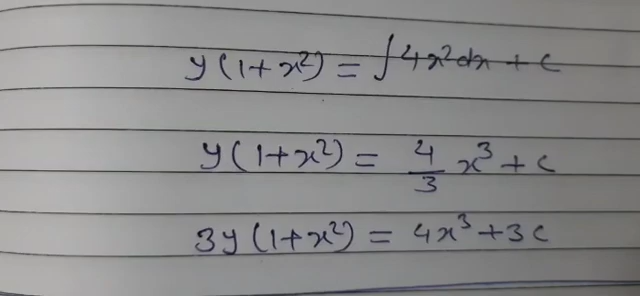 y(1+x²) = ∫4x²dx + c
y(1+x²) = 4/3 x³ + c
3y(1+x²) = 4x³ + 3c